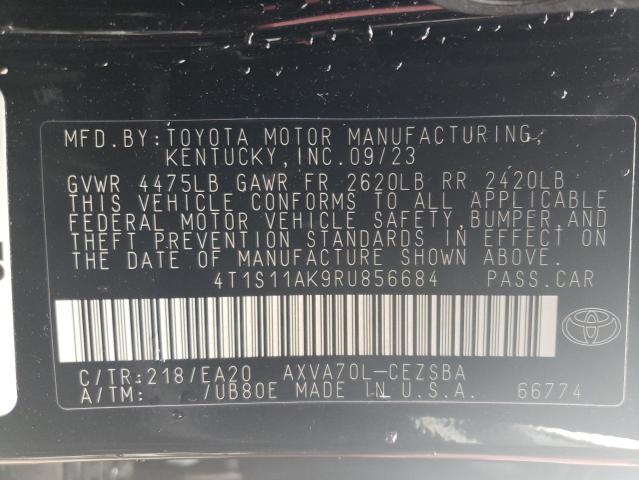 MFD.BY:TOYOTA MOTOR MANUFACTURING,
KENTUCKY,INC.09/23
GVWR 4475LB GAWR FR 2620LB RR 2420LB
THIS VEHICLE CONFORMS TO ALL APPLICABLE
FEDERAL MOTOR VEHICLE SAFETY,BUMPER,AND
THEFT PREVENTION STANDARDS IN EFFECT ON
THE DATE OF MANUFACTURE SHOWN ABOVE.
4T1S11AK9RU856684 PASS.CAR
C/TR:218/EA20 AXVA70L-CEZSBA
A/TM: /UB80E MADE IN U.S.A. 66774